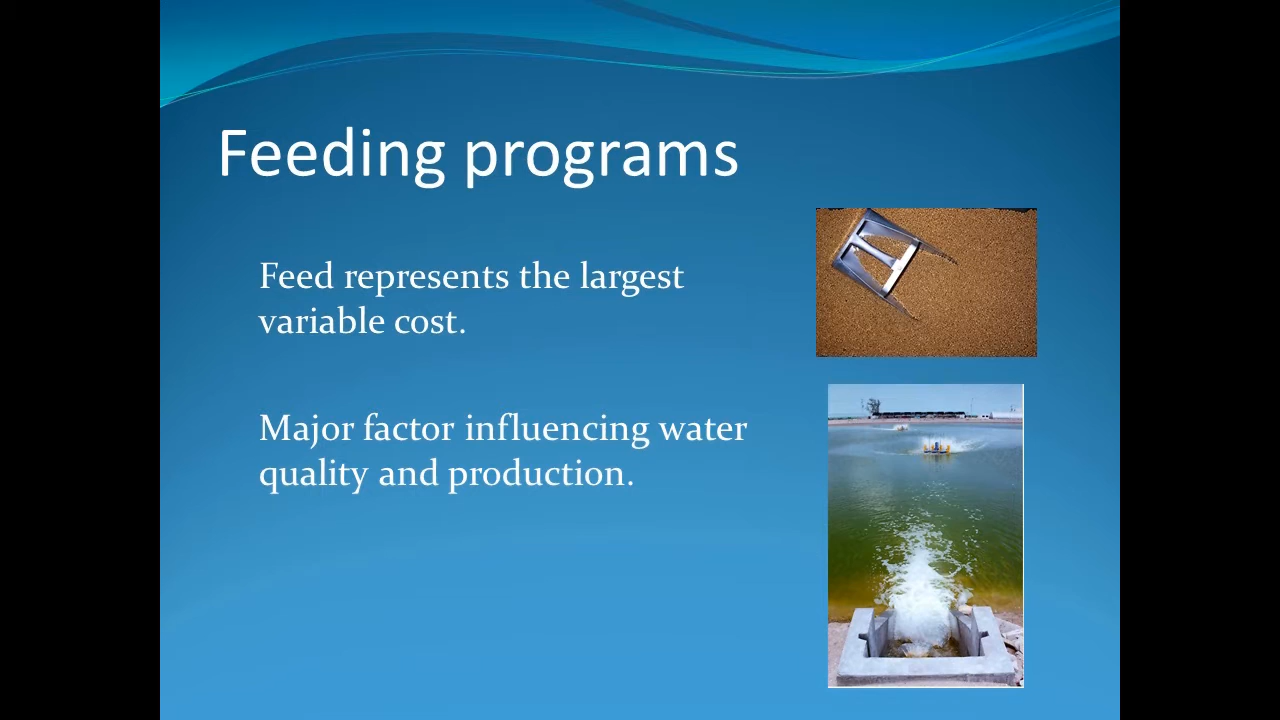 Feeding programs
Feed represents the largest
variable cost.
Major factor influencing water
quality and production.